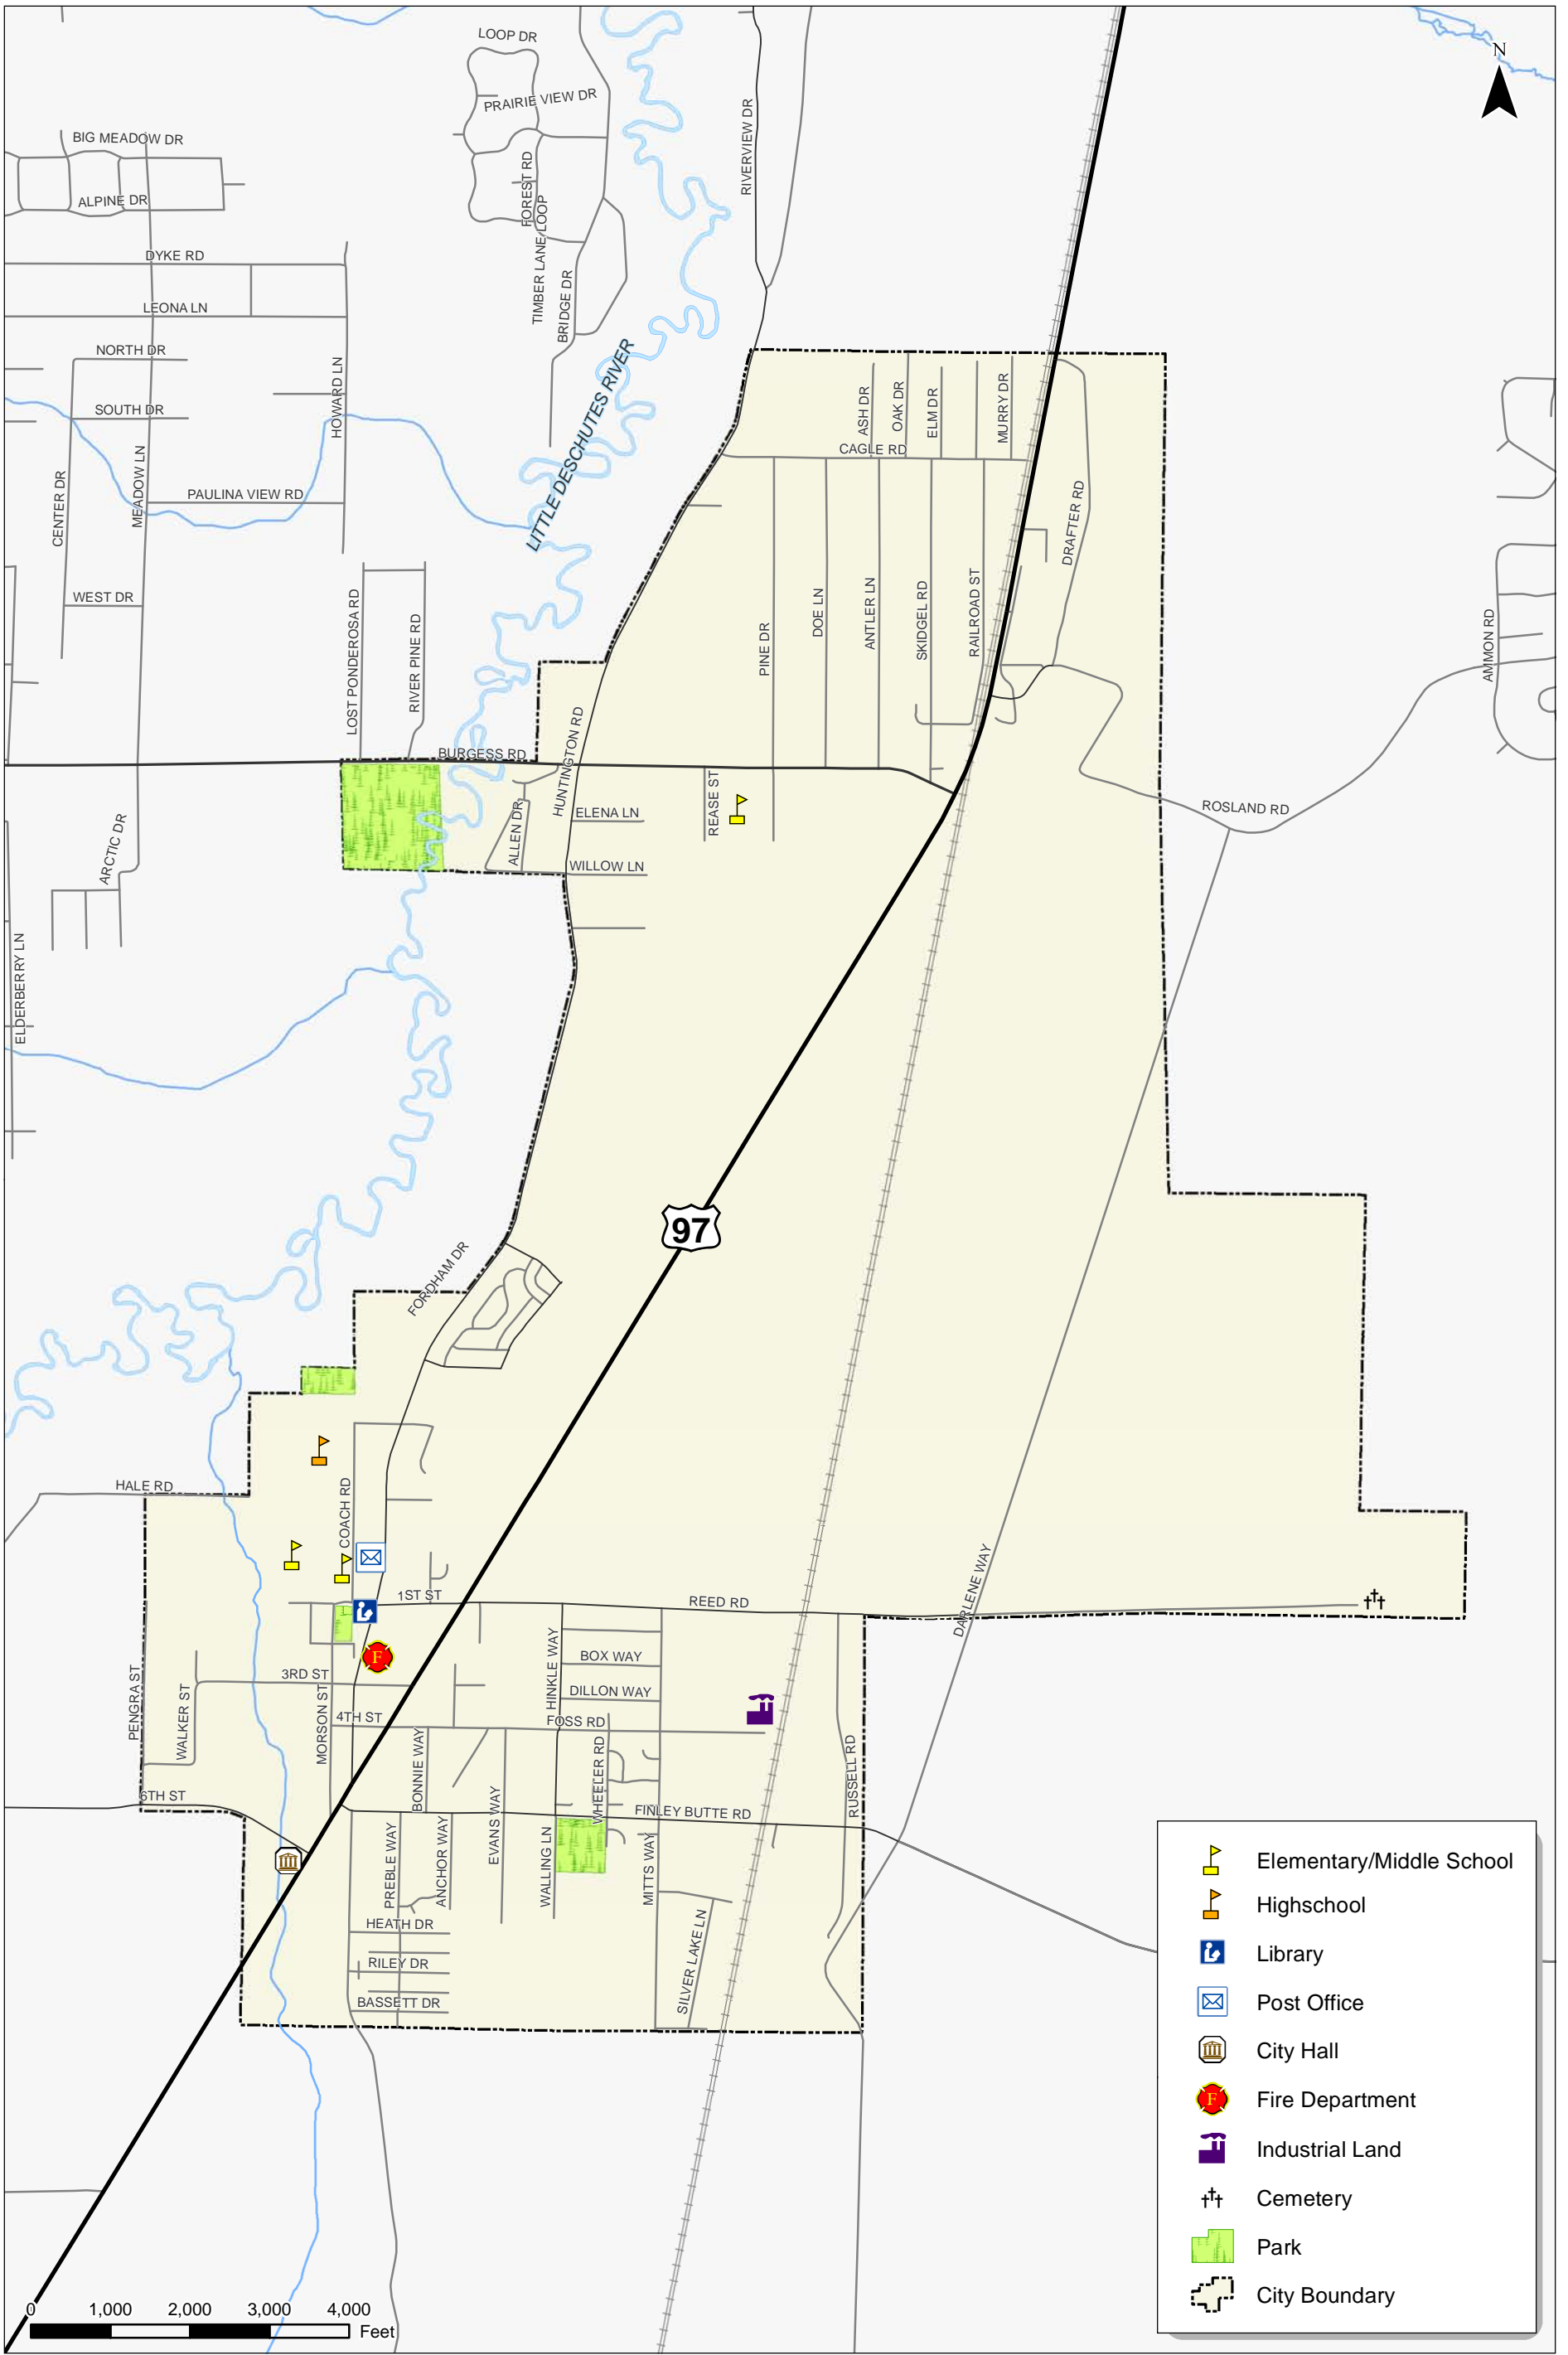 LOOP DR
N
PRAIRIE VIEW DR
BIG MEADOW DR
RIVERVIEW DR
ALPINE DR
FOREST RD
TIMBER LANE LOOP
DYKE RD
BRIDGE DR
LEONA LN
NORTH DR
HOWARD LN
SOUTH DR
LITTLE DESCHUTES RIVER
ASH DR
OAK DR
ELM DR
MURRY DR
CAGLE RD
CENTER DR
MEADOW LN
PAULINA VIEW RD
DRAFTER RD
WEST DR
LOST PONDEROSA RD
RIVER PINE RD
PINE DR
DOE LN
ANTLER LN
SKIDGEL RD
RAILROAD ST
AMMON RD
BURGESS RD
HUNTINGTON RD
ROSLAND RD
ELENA LN
REASE ST
ALLEN DR
ARCTIC DR
WILLOW LN
ELDERBERRY LN
97
FORDHAM DR
HALE RD
COACH RD
1ST ST
REED RD
DARLENE WAY
F
PENGRA ST
WALKER ST
3RD ST
MORSON ST
4TH ST
HINKLE WAY
BOX WAY
DILLON WAY
FOSS RD
BONNIE WAY
WHEELER RD
RUSSELL RD
6TH ST
EVANS WAY
FINLEY BUTTE RD
PREBLE WAY
ANCHOR WAY
WALLING LN
MITTS WAY
HEATH DR
SILVER LAKE LN
RILEY DR
BASSETT DR
Elementary/Middle School
Highschool
Library
Post Office
City Hall
F
Fire Department
Industrial Land
Cemetery
Park
City Boundary
0 1,000 2,000 3,000 4,000
Feet